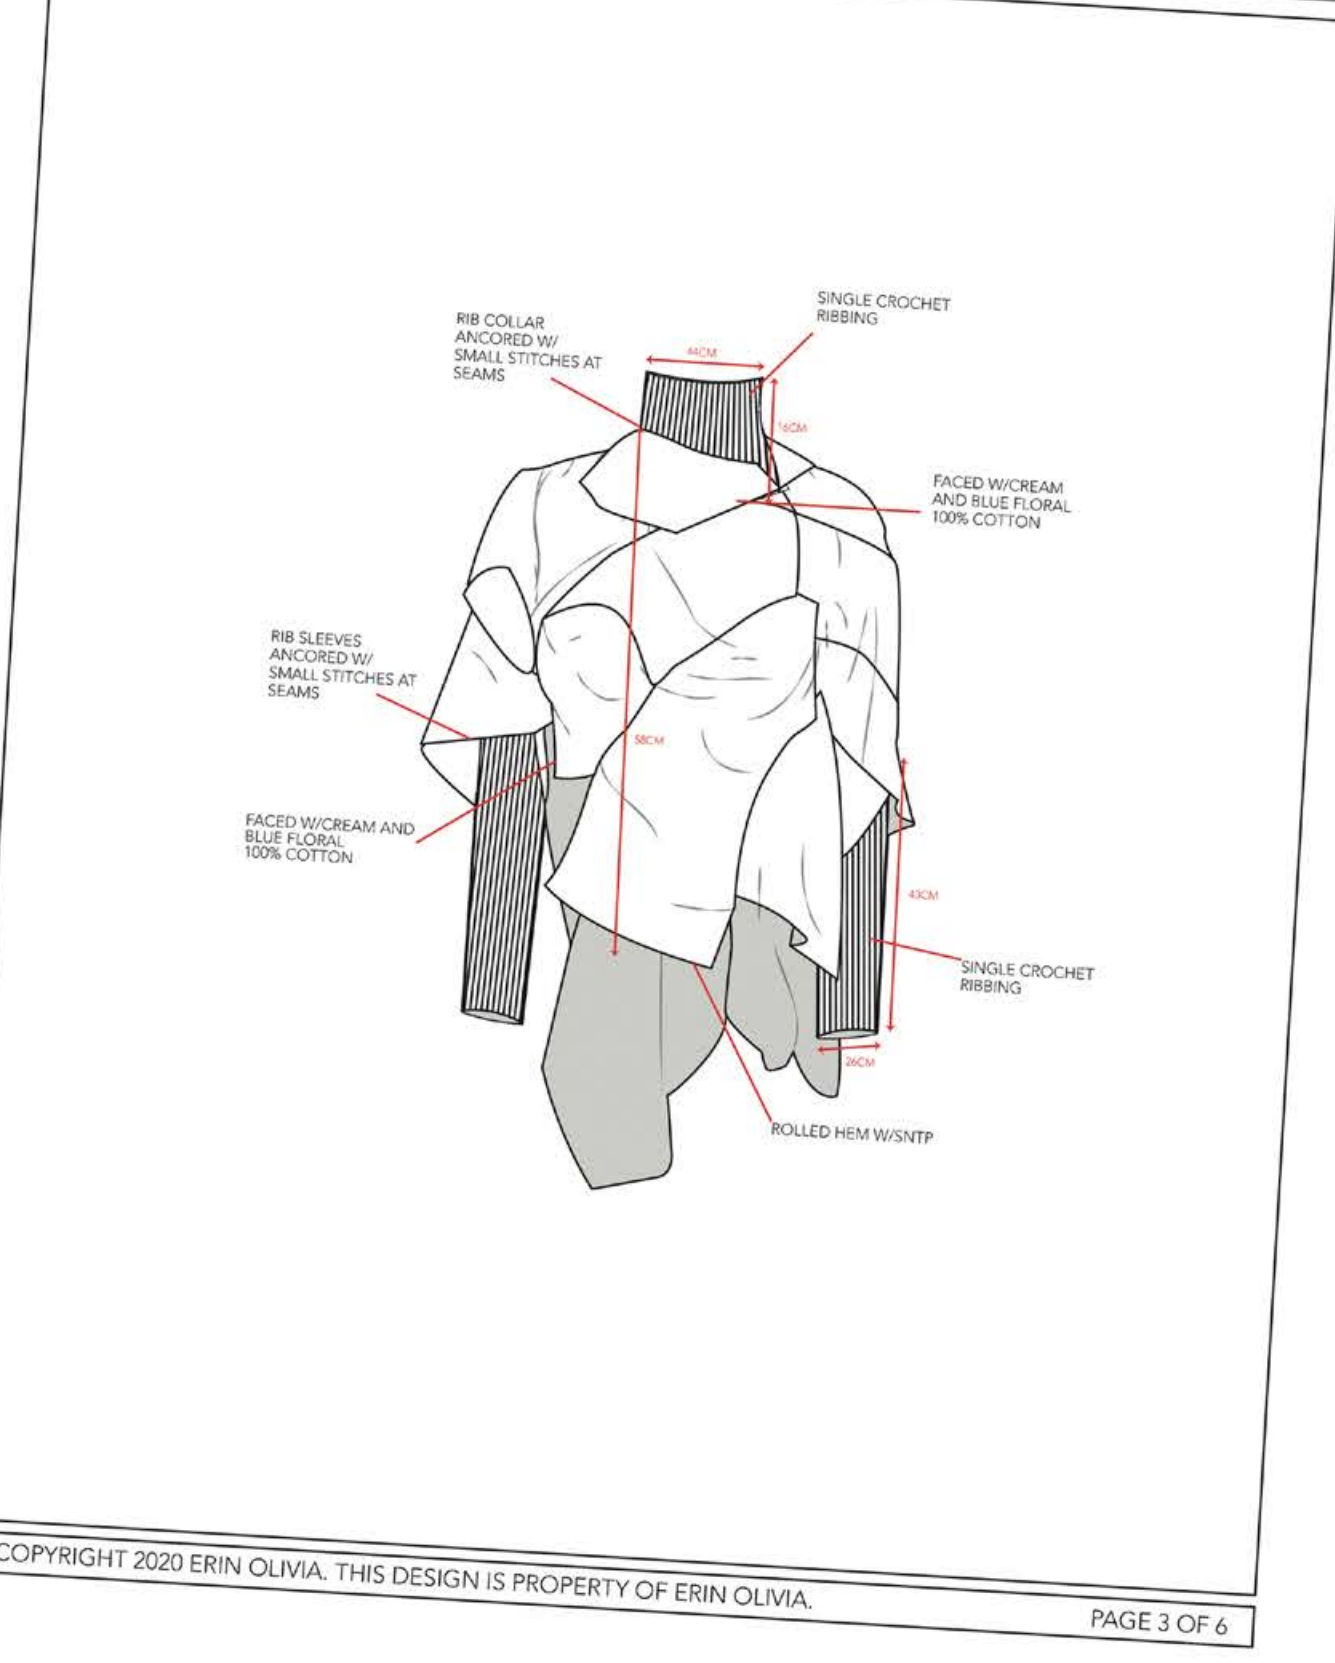 SINGLE CROCHET
RIBBING
RIB COLLAR
ANCORED W/
SMALL STITCHES AT
SEAMS
44CM
16CM
FACED W/CREAM
AND BLUE FLORAL
100% COTTON
RIB SLEEVES
ANCORED W/
SMALL STITCHES AT
SEAMS
58CM
FACED W/CREAM AND
BLUE FLORAL
100% COTTON
43CM
SINGLE CROCHET
RIBBING
26CM
ROLLED HEM W/SNTP
COPYRIGHT 2020 ERIN OLIVIA. THIS DESIGN IS PROPERTY OF ERIN OLIVIA.
PAGE 3 OF 6